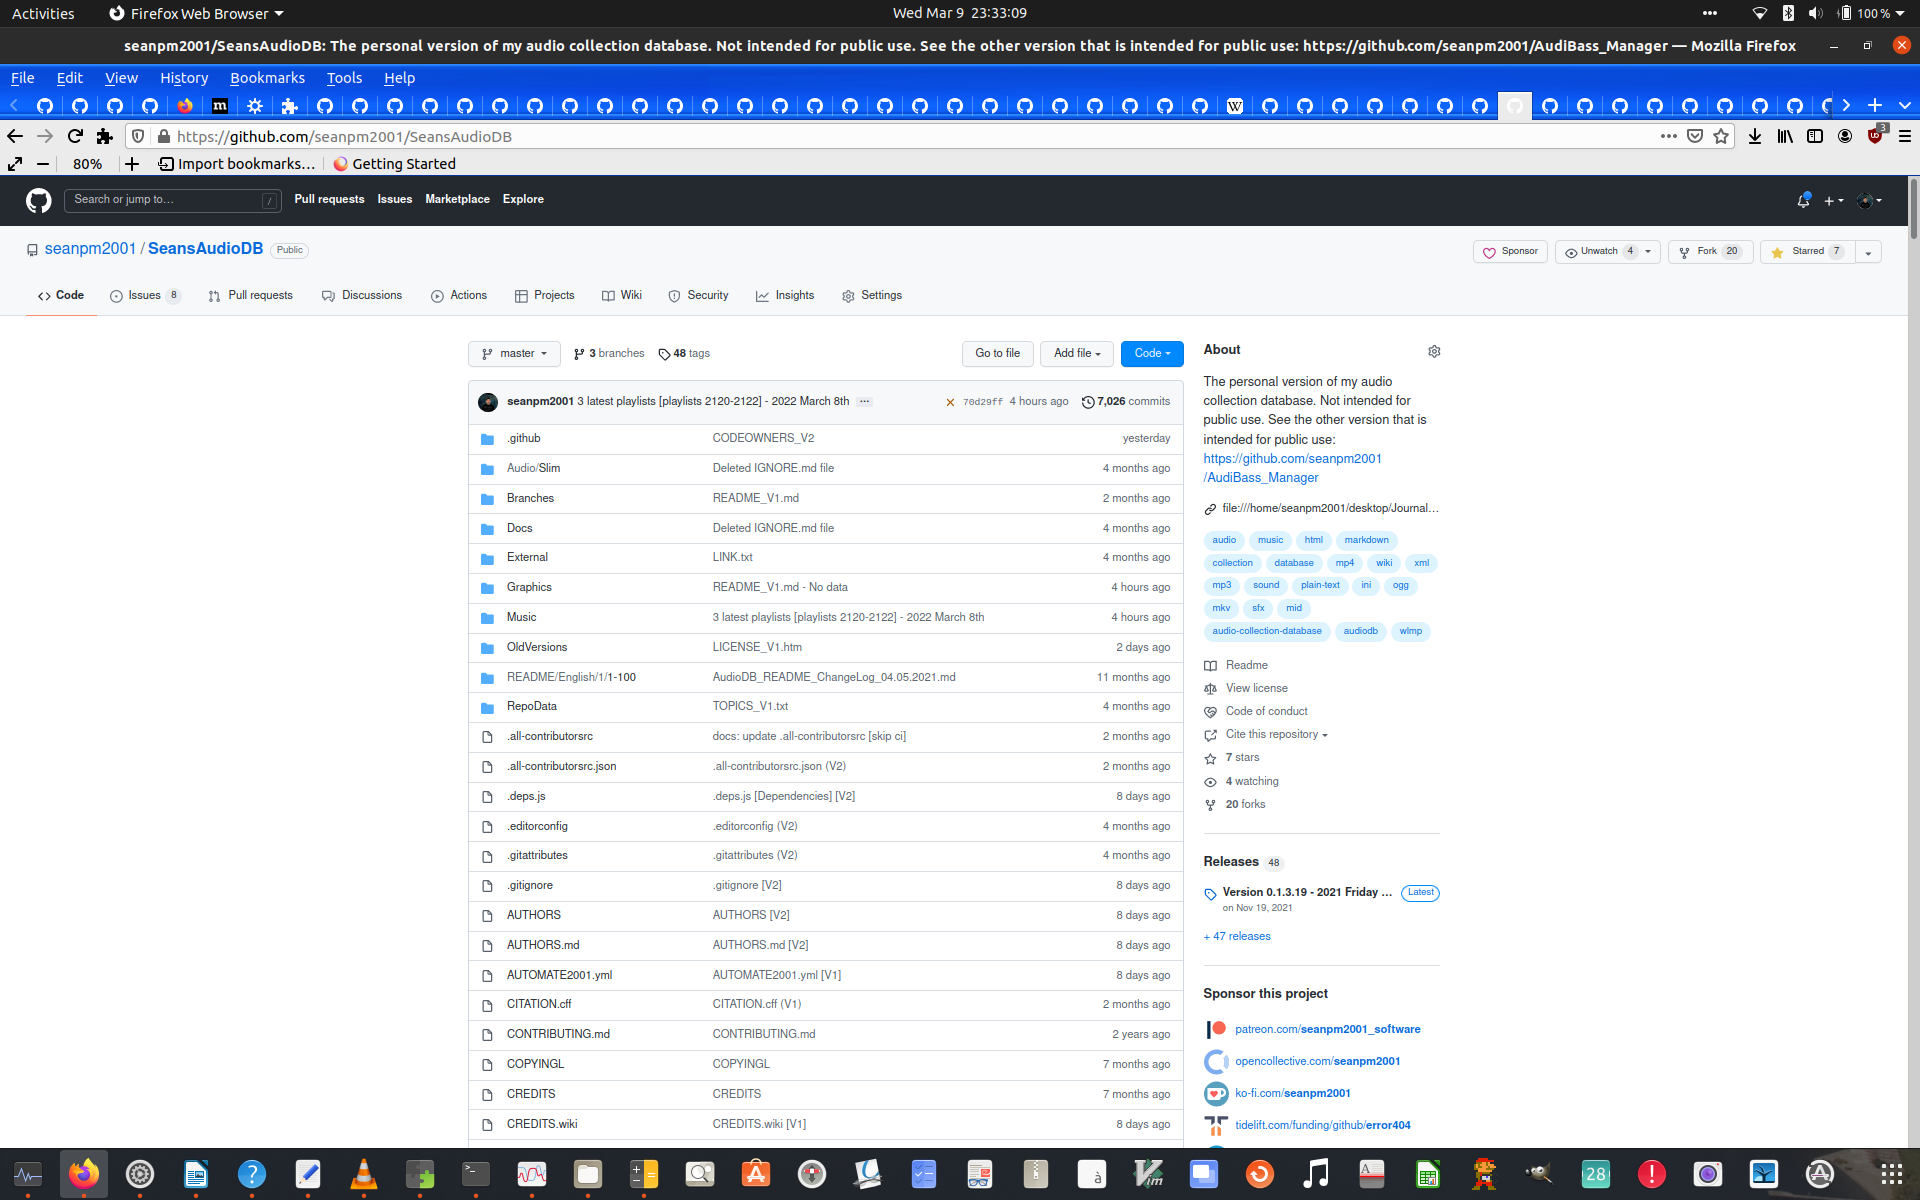 Activities
Firefox Web Browser
Wed Mar 9 23:33:09
100 %
seanpm2001/SeansAudioDB: The personal version of my audio collection database. Not intended for public use. See the other version that is intended for public use: https://github.com/seanpm2001/AudiBass_Manager — Mozilla Firefox
File Edit View History Bookmarks Tools Help
https://github.com/seanpm2001/SeansAudioDB
3
80%
Import bookmarks…
Getting Started
Search or jump to…
/
Pull requests Issues Marketplace Explore
seanpm2001 / SeansAudioDB Public
Sponsor
Unwatch 4
Fork 20
Starred 7
Code
Issues 8
Pull requests
Discussions
Actions
Projects
Wiki
Security
Insights
Settings
master
3 branches
48 tags
Go to file
Add file
Code
seanpm2001 3 latest playlists [playlists 2120-2122] - 2022 March 8th ...
70d29ff 4 hours ago 7,026 commits
.github CODEOWNERS_V2 yesterday
Audio/Slim Deleted IGNORE.md file 4 months ago
Branches README_V1.md 2 months ago
Docs Deleted IGNORE.md file 4 months ago
External LINK.txt 4 months ago
Graphics README_V1.md - No data 4 hours ago
Music 3 latest playlists [playlists 2120-2122] - 2022 March 8th 4 hours ago
OldVersions LICENSE_V1.htm 2 days ago
README/English/1/1-100 AudioDB_README_ChangeLog_04.05.2021.md 11 months ago
RepoData TOPICS_V1.txt 4 months ago
.all-contributorsrc docs: update .all-contributorsrc [skip ci] 2 months ago
.all-contributorsrc.json .all-contributorsrc.json (V2) 2 months ago
.deps.js .deps.js [Dependencies] [V2] 8 days ago
.editorconfig .editorconfig (V2) 4 months ago
.gitattributes .gitattributes (V2) 4 months ago
.gitignore .gitignore [V2] 8 days ago
AUTHORS AUTHORS [V2] 8 days ago
AUTHORS.md AUTHORS.md [V2] 8 days ago
AUTOMATE2001.yml AUTOMATE2001.yml [V1] 8 days ago
CITATION.cff CITATION.cff (V1) 2 months ago
CONTRIBUTING.md CONTRIBUTING.md 2 years ago
COPYINGL COPYINGL 7 months ago
CREDITS CREDITS 7 months ago
CREDITS.wiki CREDITS.wiki [V1] 8 days ago
About
The personal version of my audio
collection database. Not intended for
public use. See the other version that is
intended for public use:
https://github.com/seanpm2001
/AudiBass_Manager
file:///home/seanpm2001/desktop/Journal…
audio music html markdown
collection database mp4 wiki xml
mp3 sound plain-text ini ogg
mkv sfx mid
audio-collection-database audiodb wlmp
Readme
View license
Code of conduct
Cite this repository
7 stars
4 watching
20 forks
Releases 48
Version 0.1.3.19 - 2021 Friday ... Latest
on Nov 19, 2021
+ 47 releases
Sponsor this project
patreon.com/seanpm2001_software
opencollective.com/seanpm2001
ko-fi.com/seanpm2001
tidelift.com/funding/github/error404
28